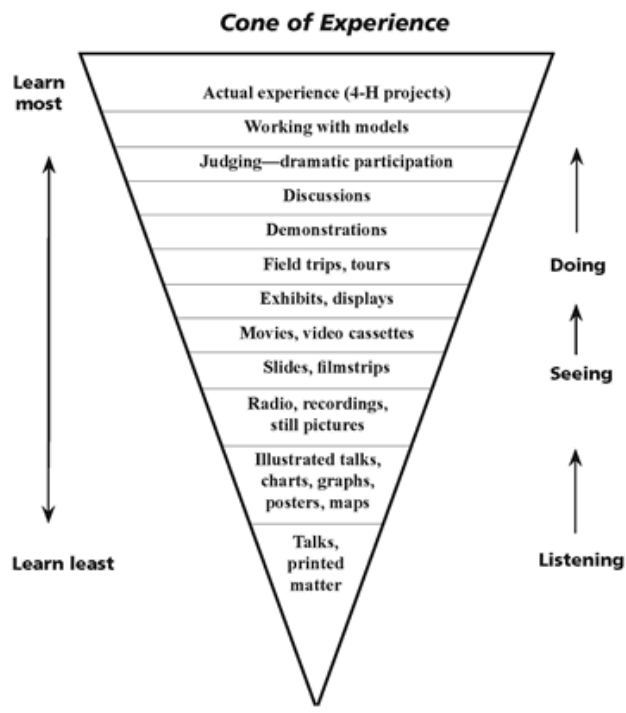 Cone of Experience
Learn
most
Actual experience (4-H projects)
Working with models
Judging—dramatic participation
Discussions
Demonstrations
Field trips, tours
Doing
Exhibits, displays
Movies, video cassettes
Slides, filmstrips
Seeing
Radio, recordings,
still pictures
Illustrated talks,
charts, graphs,
posters, maps
Talks,
printed
matter
Learn least
Listening